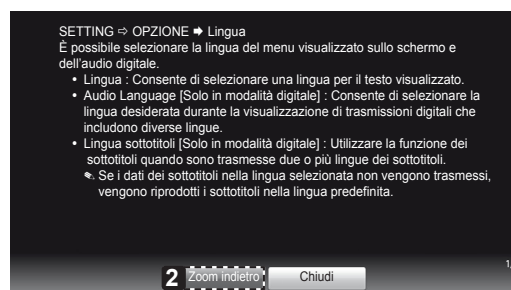 SETTING ⇨ OPZIONE ➡ Lingua
È possibile selezionare la lingua del menu visualizzato sullo schermo e
dell'audio digitale.
• Lingua : Consente di selezionare una lingua per il testo visualizzato.
• Audio Language [Solo in modalità digitale] : Consente di selezionare la
lingua desiderata durante la visualizzazione di trasmissioni digitali che
includono diverse lingue.
• Lingua sottotitoli [Solo in modalità digitale] : Utilizzare la funzione dei
sottotitoli quando sono trasmesse due o più lingue dei sottotitoli.
✎ Se i dati dei sottotitoli nella lingua selezionata non vengono trasmessi,
vengono riprodotti i sottotitoli nella lingua predefinita.
2 Zoom indietro Chiudi